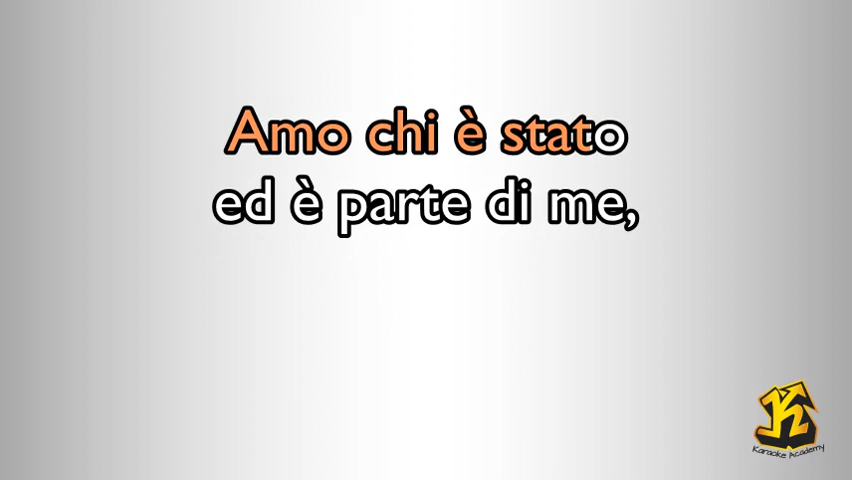 Amo chi è stato
ed è parte di me,
K
Karaoke Academy